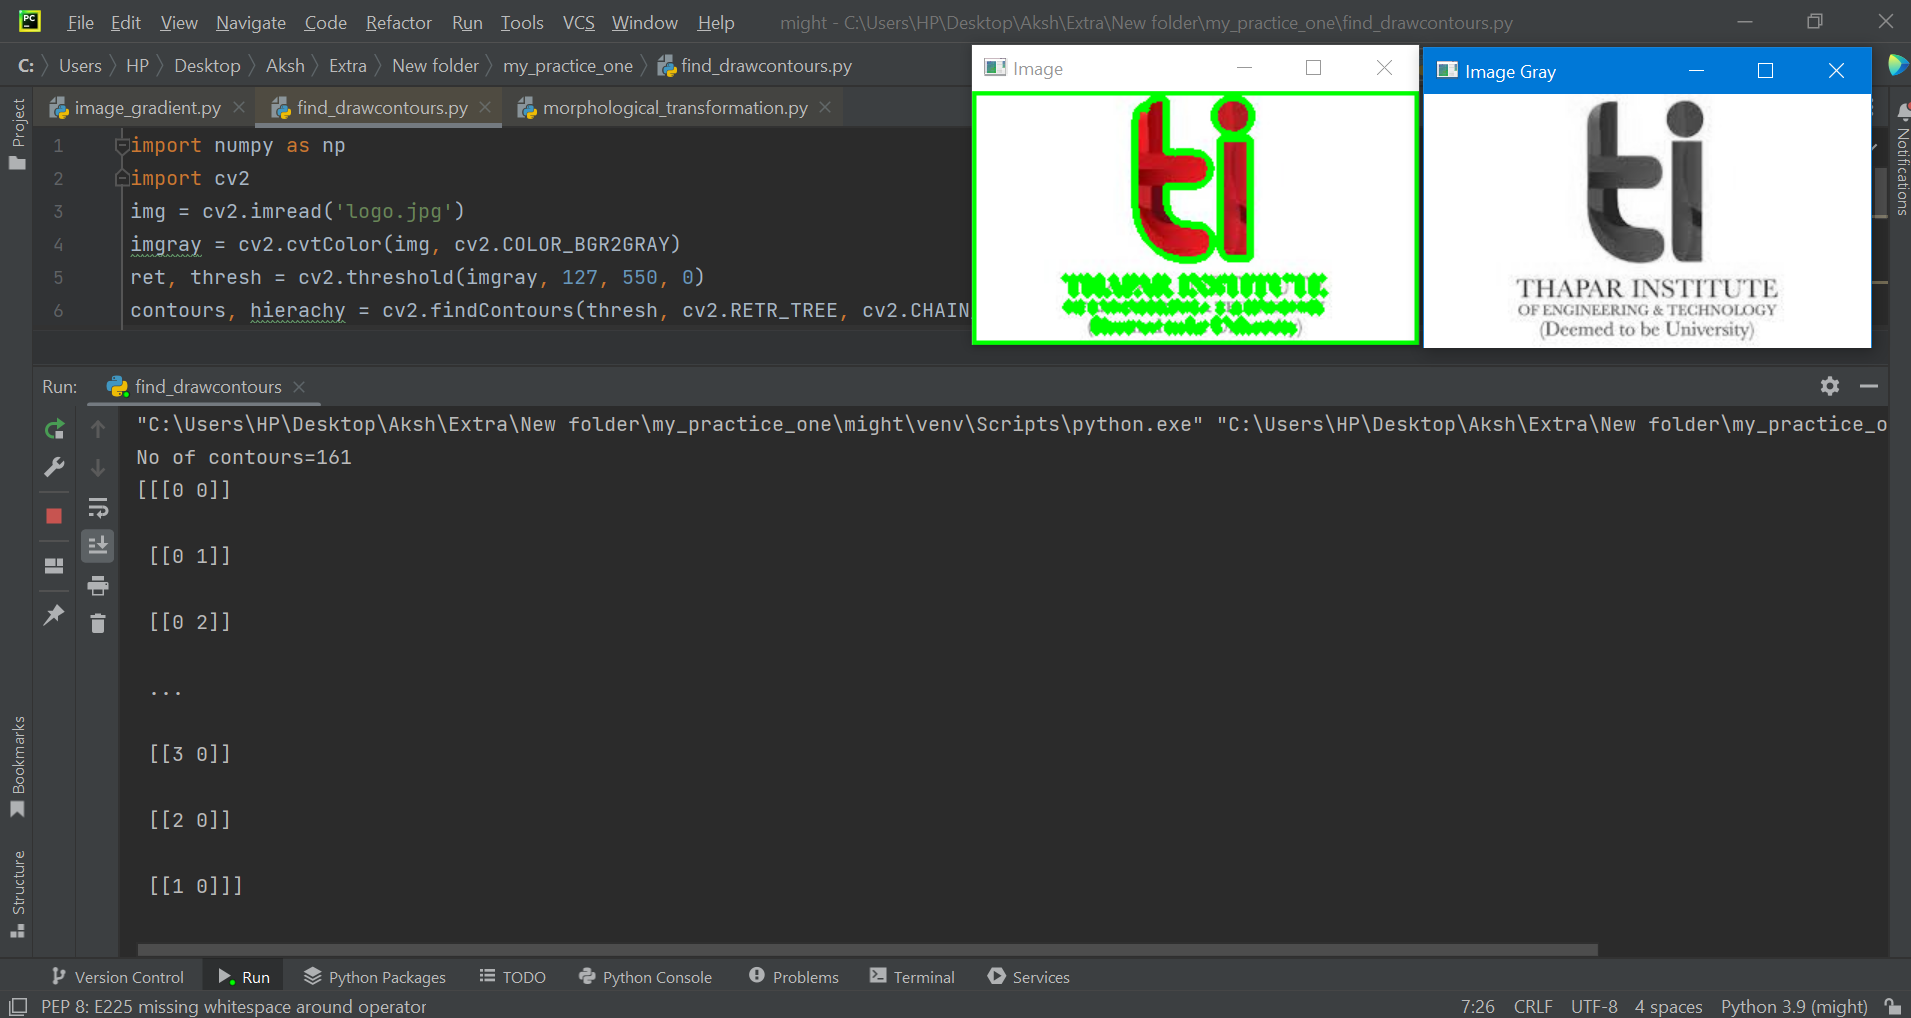 PC File Edit View Navigate Code Refactor Run Tools VCS Window Help might - C:\Users\HP\Desktop\Aksh\Extra\New folder\my_practice_one\find_drawcontours.py
C: Users HP Desktop Aksh Extra New folder my_practice_one find_drawcontours.py
image_gradient.py find_drawcontours.py morphological_transformation.py
Project
Notifications
1 import numpy as np
2 import cv2
3 img = cv2.imread('logo.jpg')
4 imgray = cv2.cvtColor(img, cv2.COLOR_BGR2GRAY)
5 ret, thresh = cv2.threshold(imgray, 127, 550, 0)
6 contours, hierachy = cv2.findContours(thresh, cv2.RETR_TREE, cv2.CHAIN
Image
ti
THAPAR INSTITUTE
Image Gray
ti
THAPAR INSTITUTE
OF ENGINEERING & TECHNOLOGY
(Deemed to be University)
Run: find_drawcontours
"C:\Users\HP\Desktop\Aksh\Extra\New folder\my_practice_one\might\venv\Scripts\python.exe" "C:\Users\HP\Desktop\Aksh\Extra\New folder\my_practice_o
No of contours=161
[[[0 0]]
[[0 1]]
[[0 2]]
...
[[3 0]]
[[2 0]]
[[1 0]]]
Bookmarks
Structure
Version Control Run Python Packages TODO Python Console Problems Terminal Services
PEP 8: E225 missing whitespace around operator 7:26 CRLF UTF-8 4 spaces Python 3.9 (might)